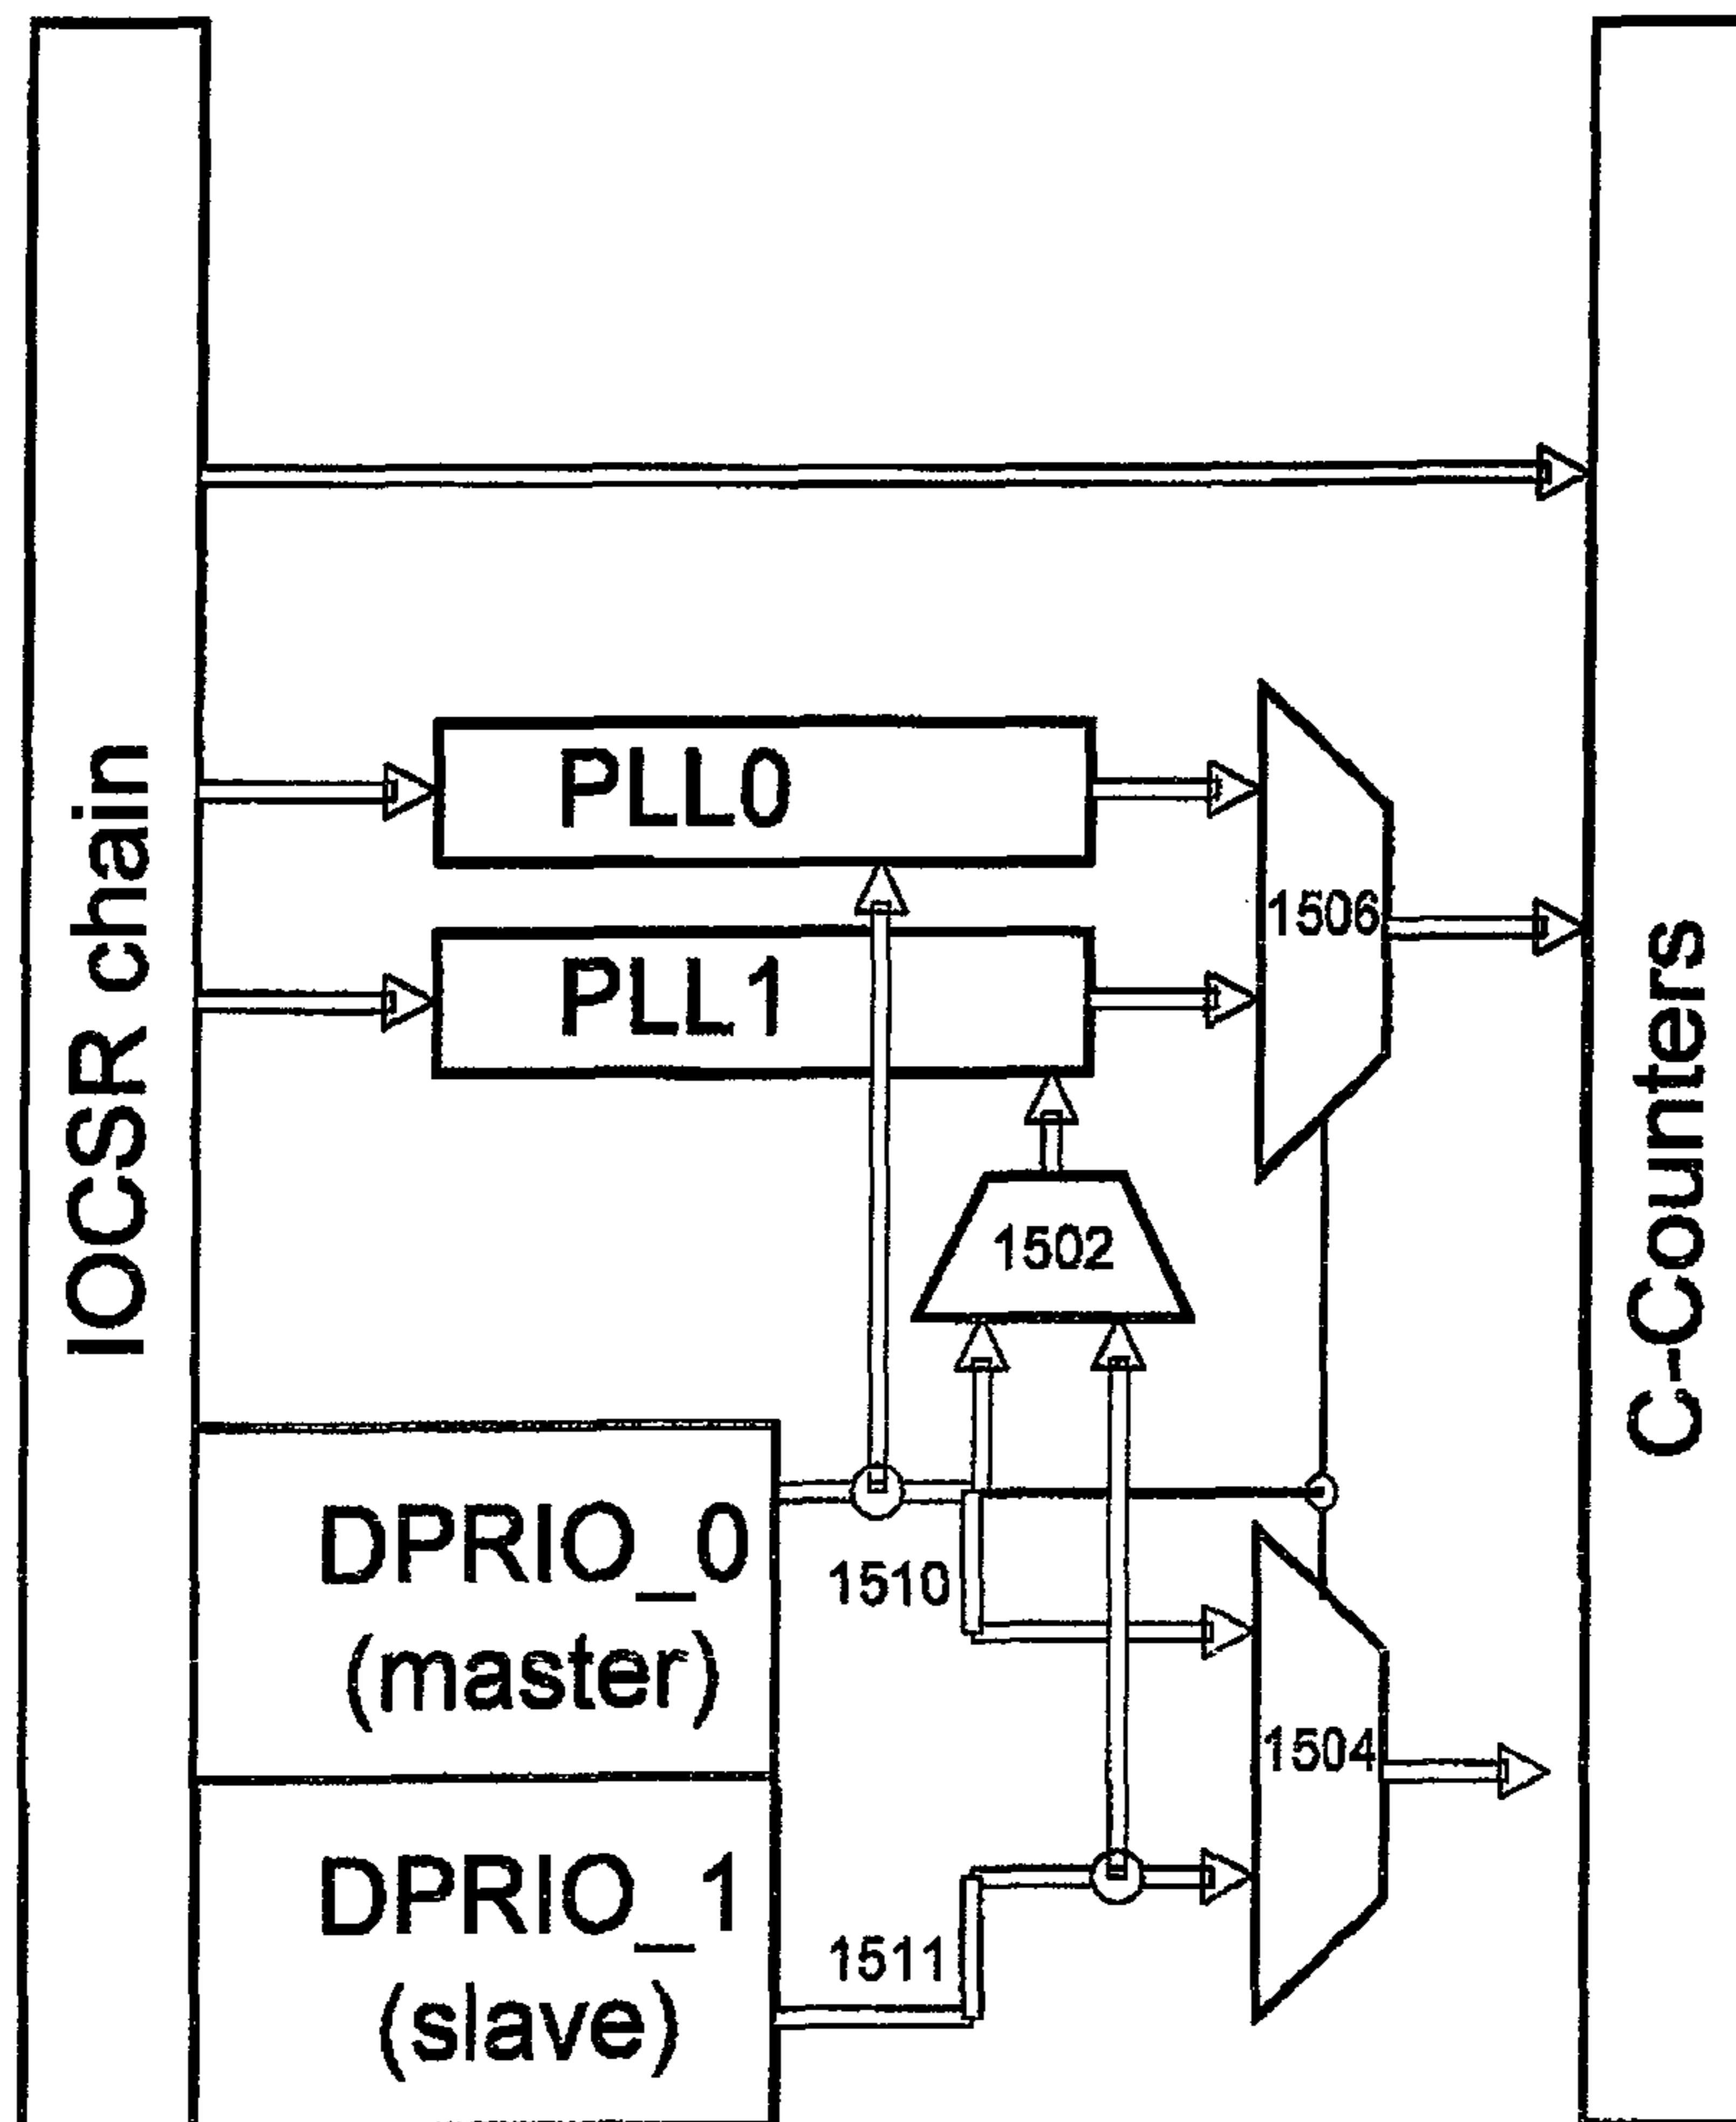 IOCSR chain
PLL0
PLL1
1506
1502
C-Counters
DPRIO_0
(master)
1510
1504
DPRIO_1
(slave)
1511